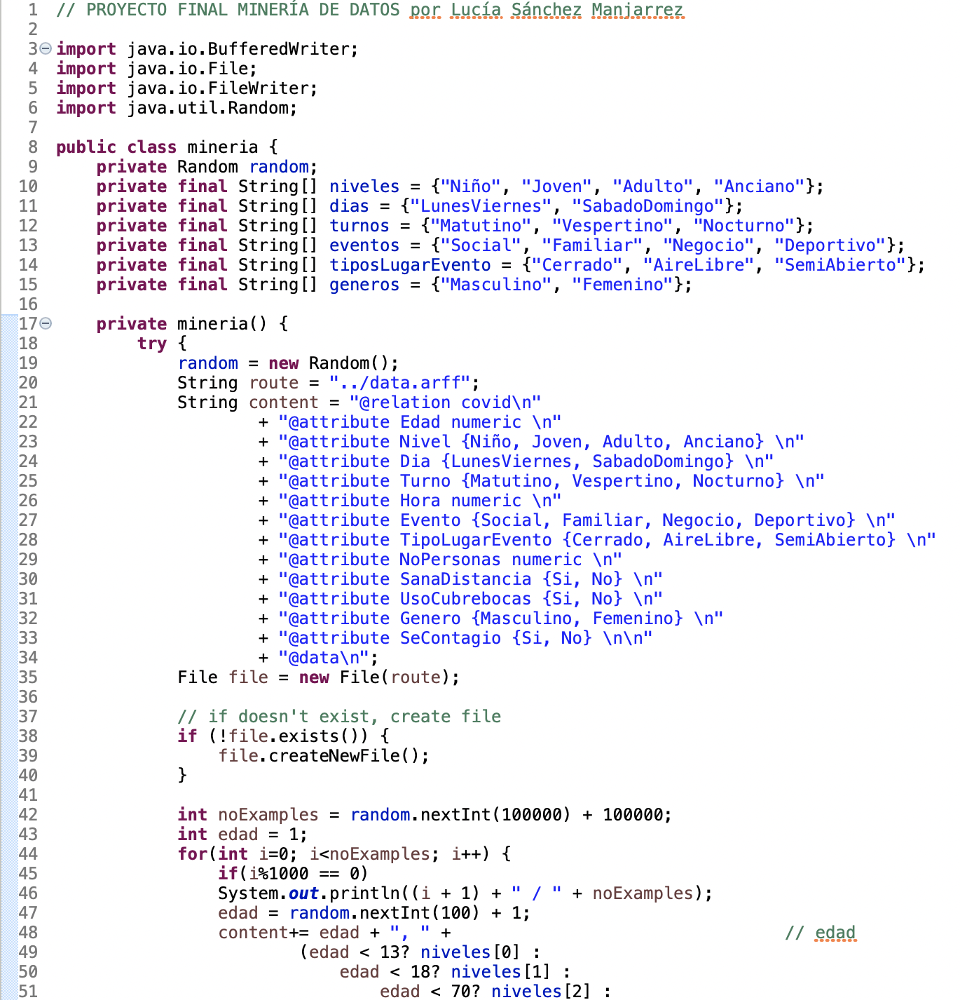 1 // PROYECTO FINAL MINERÍA DE DATOS por Lucía Sánchez Manjarrez
2
3 import java.io.BufferedWriter;
4 import java.io.File;
5 import java.io.FileWriter;
6 import java.util.Random;
7
8 public class mineria {
9     private Random random;
10     private final String[] niveles = {"Niño", "Joven", "Adulto", "Anciano"};
11     private final String[] dias = {"LunesViernes", "SabadoDomingo"};
12     private final String[] turnos = {"Matutino", "Vespertino", "Nocturno"};
13     private final String[] eventos = {"Social", "Familiar", "Negocio", "Deportivo"};
14     private final String[] tiposLugarEvento = {"Cerrado", "AireLibre", "SemiAbierto"};
15     private final String[] generos = {"Masculino", "Femenino"};
16
17     private mineria() {
18         try {
19             random = new Random();
20             String route = "../data.arff";
21             String content = "@relation covid\n"
22                     + "@attribute Edad numeric \n"
23                     + "@attribute Nivel {Niño, Joven, Adulto, Anciano} \n"
24                     + "@attribute Dia {LunesViernes, SabadoDomingo} \n"
25                     + "@attribute Turno {Matutino, Vespertino, Nocturno} \n"
26                     + "@attribute Hora numeric \n"
27                     + "@attribute Evento {Social, Familiar, Negocio, Deportivo} \n"
28                     + "@attribute TipoLugarEvento {Cerrado, AireLibre, SemiAbierto} \n"
29                     + "@attribute NoPersonas numeric \n"
30                     + "@attribute SanaDistancia {Si, No} \n"
31                     + "@attribute UsoCubrebocas {Si, No} \n"
32                     + "@attribute Genero {Masculino, Femenino} \n"
33                     + "@attribute SeContagio {Si, No} \n\n"
34                     + "@data\n";
35             File file = new File(route);
36
37             // if doesn't exist, create file
38             if (!file.exists()) {
39                 file.createNewFile();
40             }
41
42             int noExamples = random.nextInt(100000) + 100000;
43             int edad = 1;
44             for(int i=0; i<noExamples; i++) {
45                 if(i%1000 == 0)
46                 System.out.println((i + 1) + " / " + noExamples);
47                 edad = random.nextInt(100) + 1;
48                 content+= edad + ", " +                                 // edad
49                         (edad < 13? niveles[0] :
50                             edad < 18? niveles[1] :
51                                 edad < 70? niveles[2] :